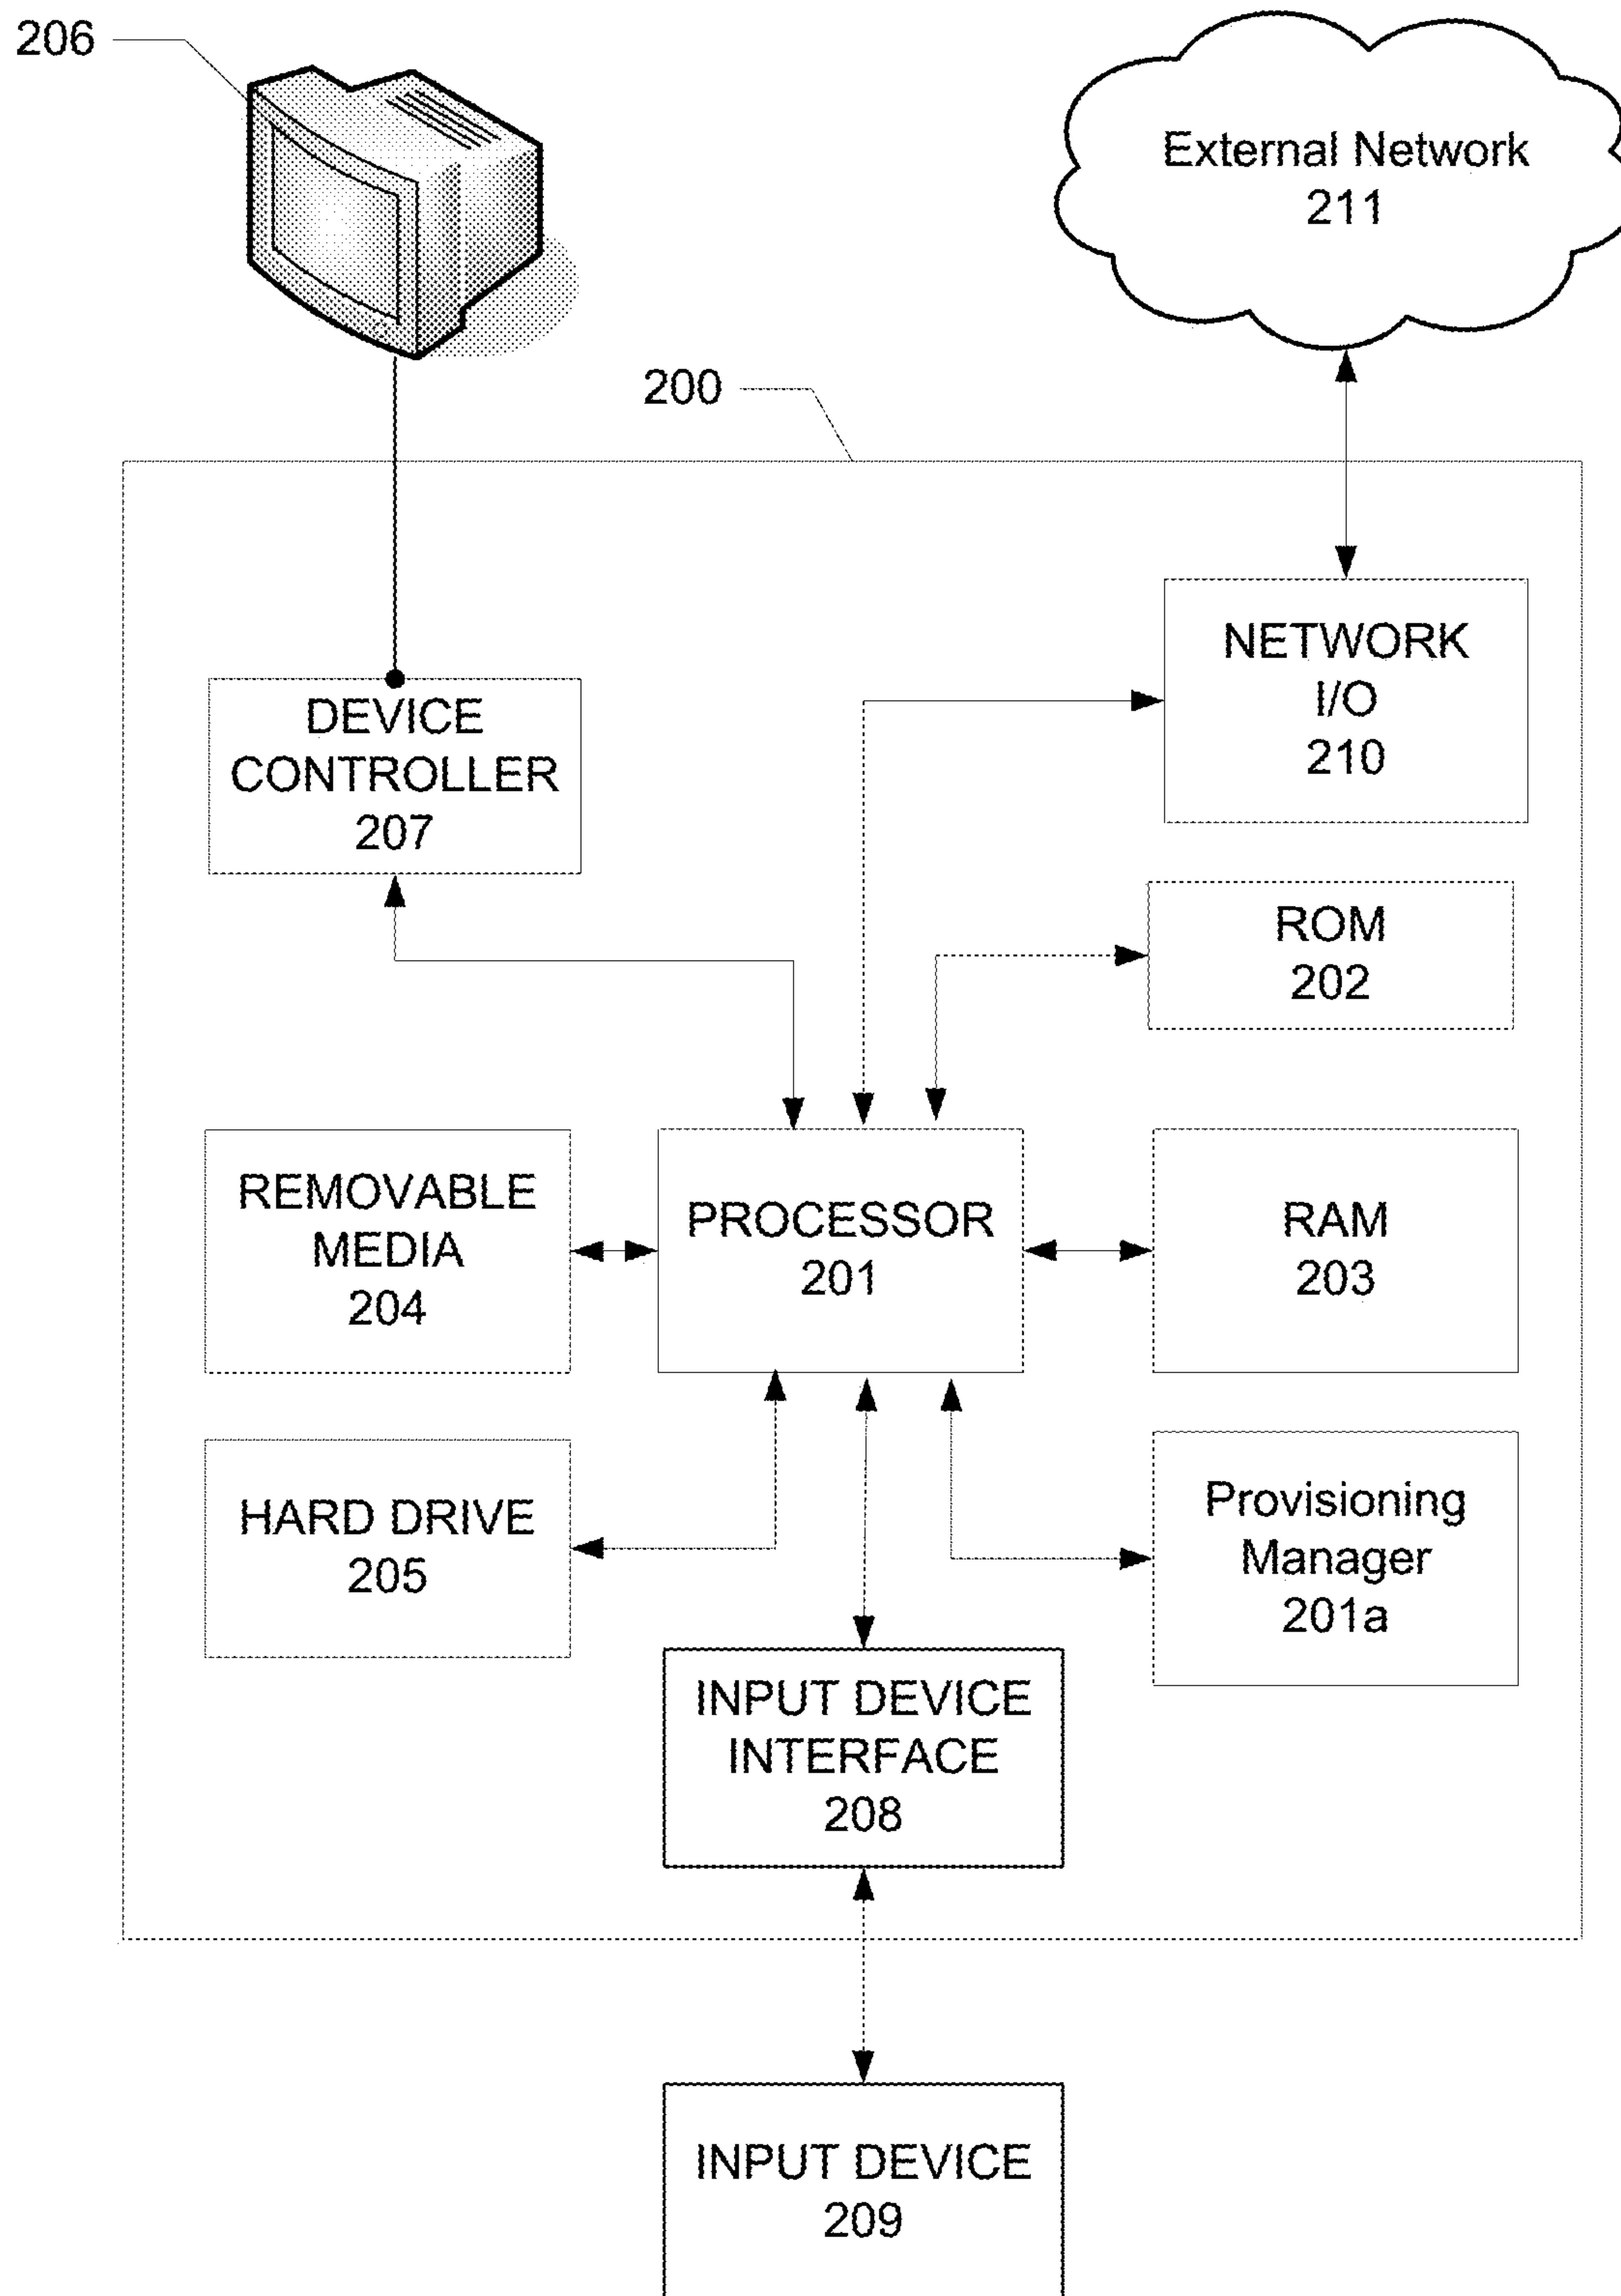 206
External Network
211
200
NETWORK
I/O
210
DEVICE
CONTROLLER
207
ROM
202
REMOVABLE
MEDIA
204
PROCESSOR
201
RAM
203
HARD DRIVE
205
Provisioning
Manager
201a
INPUT DEVICE
INTERFACE
208
INPUT DEVICE
209